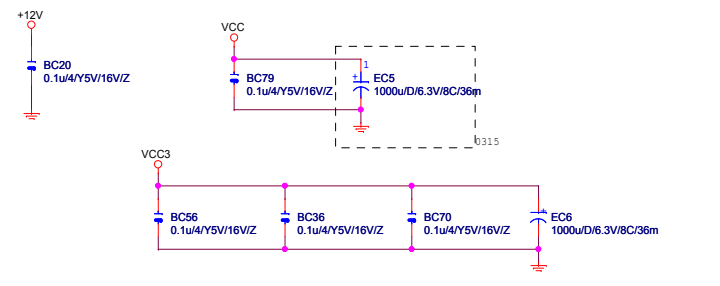 +12V
BC20
0.1u/4/Y5V/16V/Z
VCC
BC79
0.1u/4/Y5V/16V/Z
1
+
EC5
1000u/D/6.3V/8C/36m
0315
VCC3
BC56
0.1u/4/Y5V/16V/Z
BC36
0.1u/4/Y5V/16V/Z
BC70
0.1u/4/Y5V/16V/Z
+
EC6
1000u/D/6.3V/8C/36m